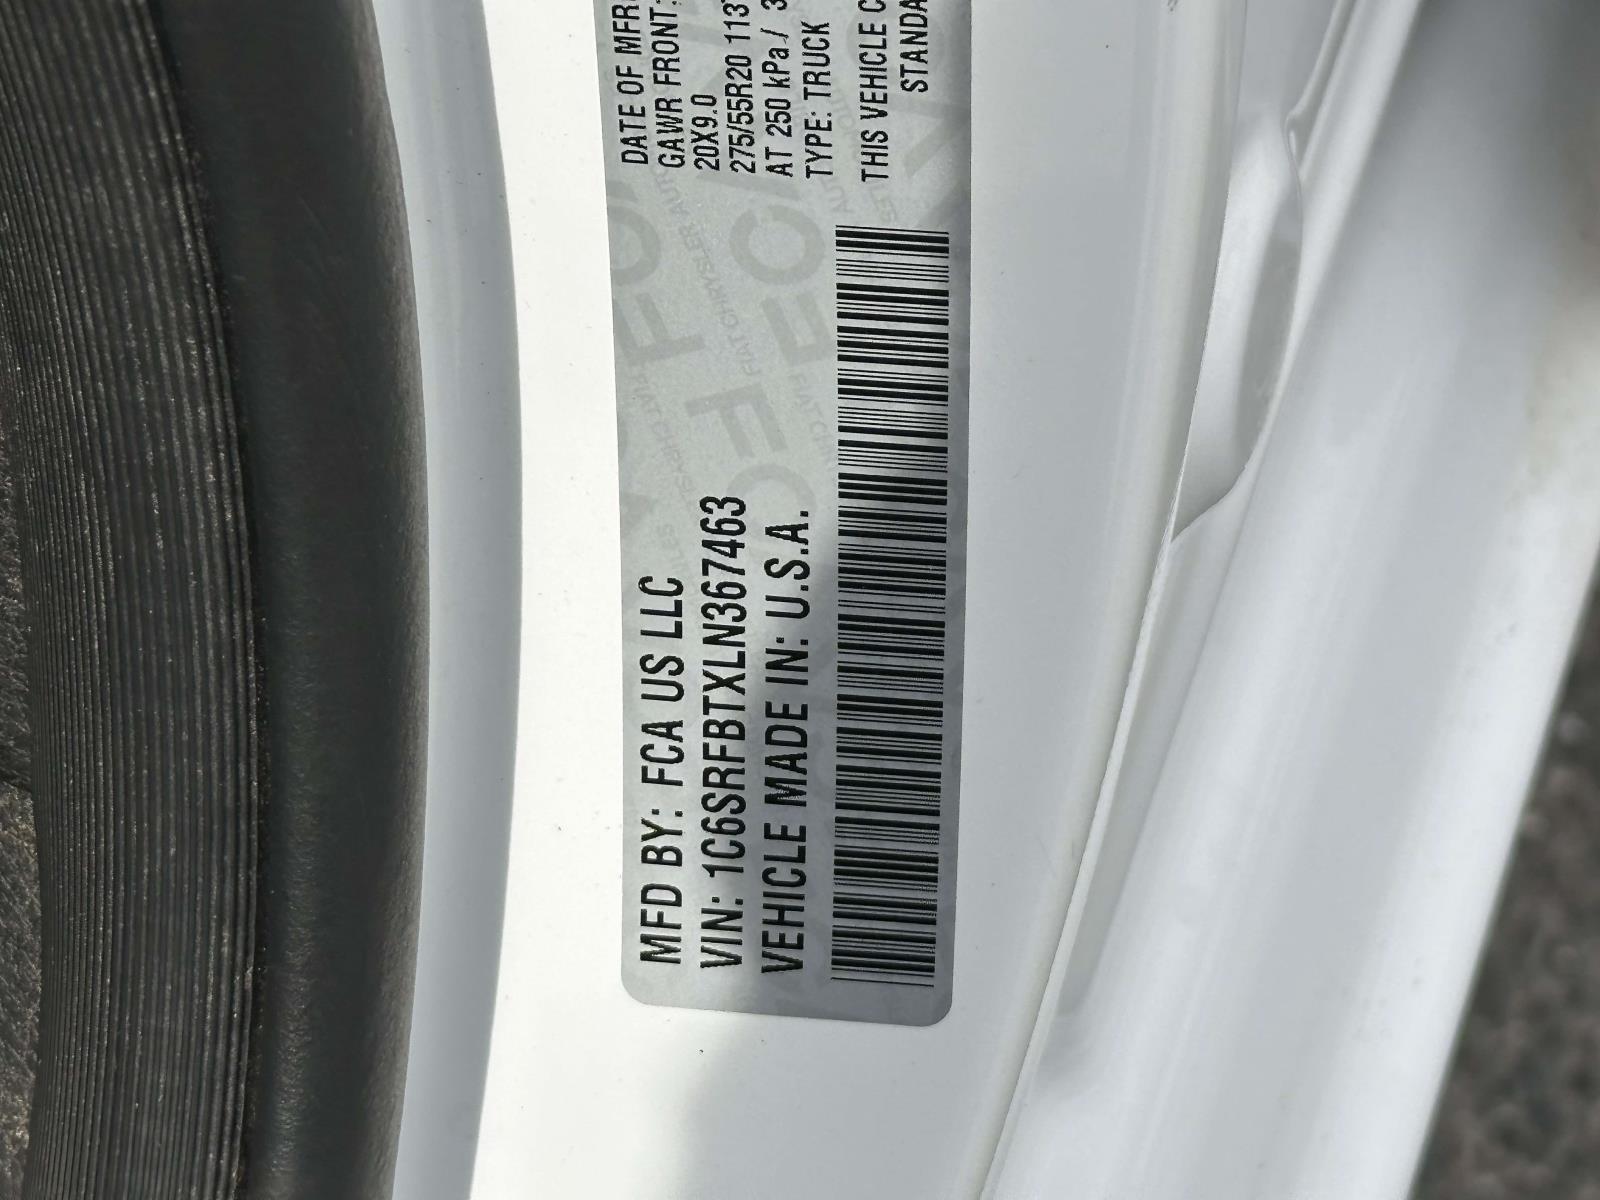 MFD BY: FCA US LLC
VIN: 1C6SRFBTXLN367463
VEHICLE MADE IN: U.S.A.
DATE OF MFR
GAWR FRONT:
20X9.0
275/55R20 113
AT 250 kPa /
TYPE: TRUCK
THIS VEHICLE C
STANDA